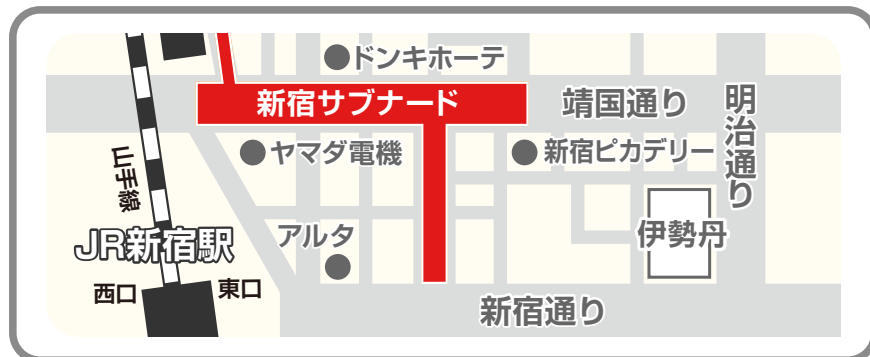 ドンキホーテ
新宿サブナード
靖国通り
明治通り
ヤマダ電機
新宿ピカデリー
山手線
アルタ
伊勢丹
JR新宿駅
西口
東口
新宿通り